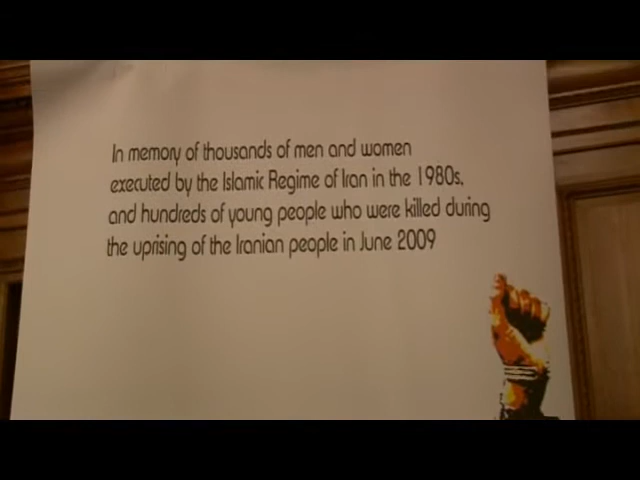 In memory of thousands of men and women
executed by the Islamic Regime of Iran in the 1980s,
and hundreds of young people who were killed during
the uprising of the Iranian people in June 2009